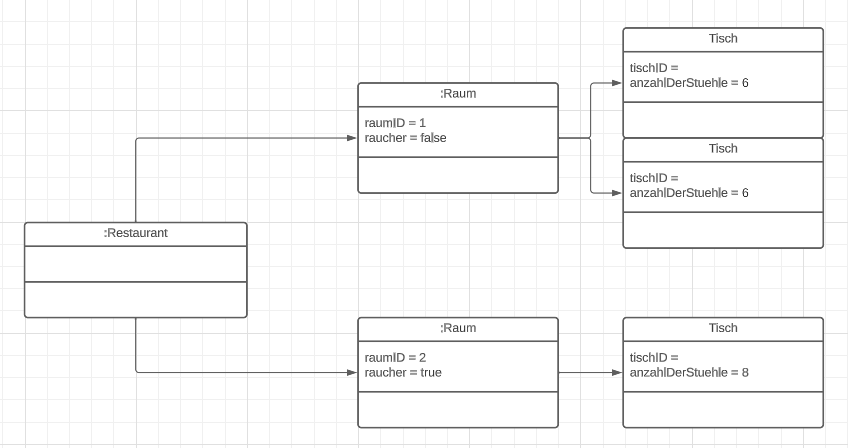 Tisch
tischID =
anzahlDerStuehle = 6
:Raum
raumID = 1
raucher = false
Tisch
tischID =
anzahlDerStuehle = 6
:Restaurant
:Raum
raumID = 2
raucher = true
Tisch
tischID =
anzahlDerStuehle = 8